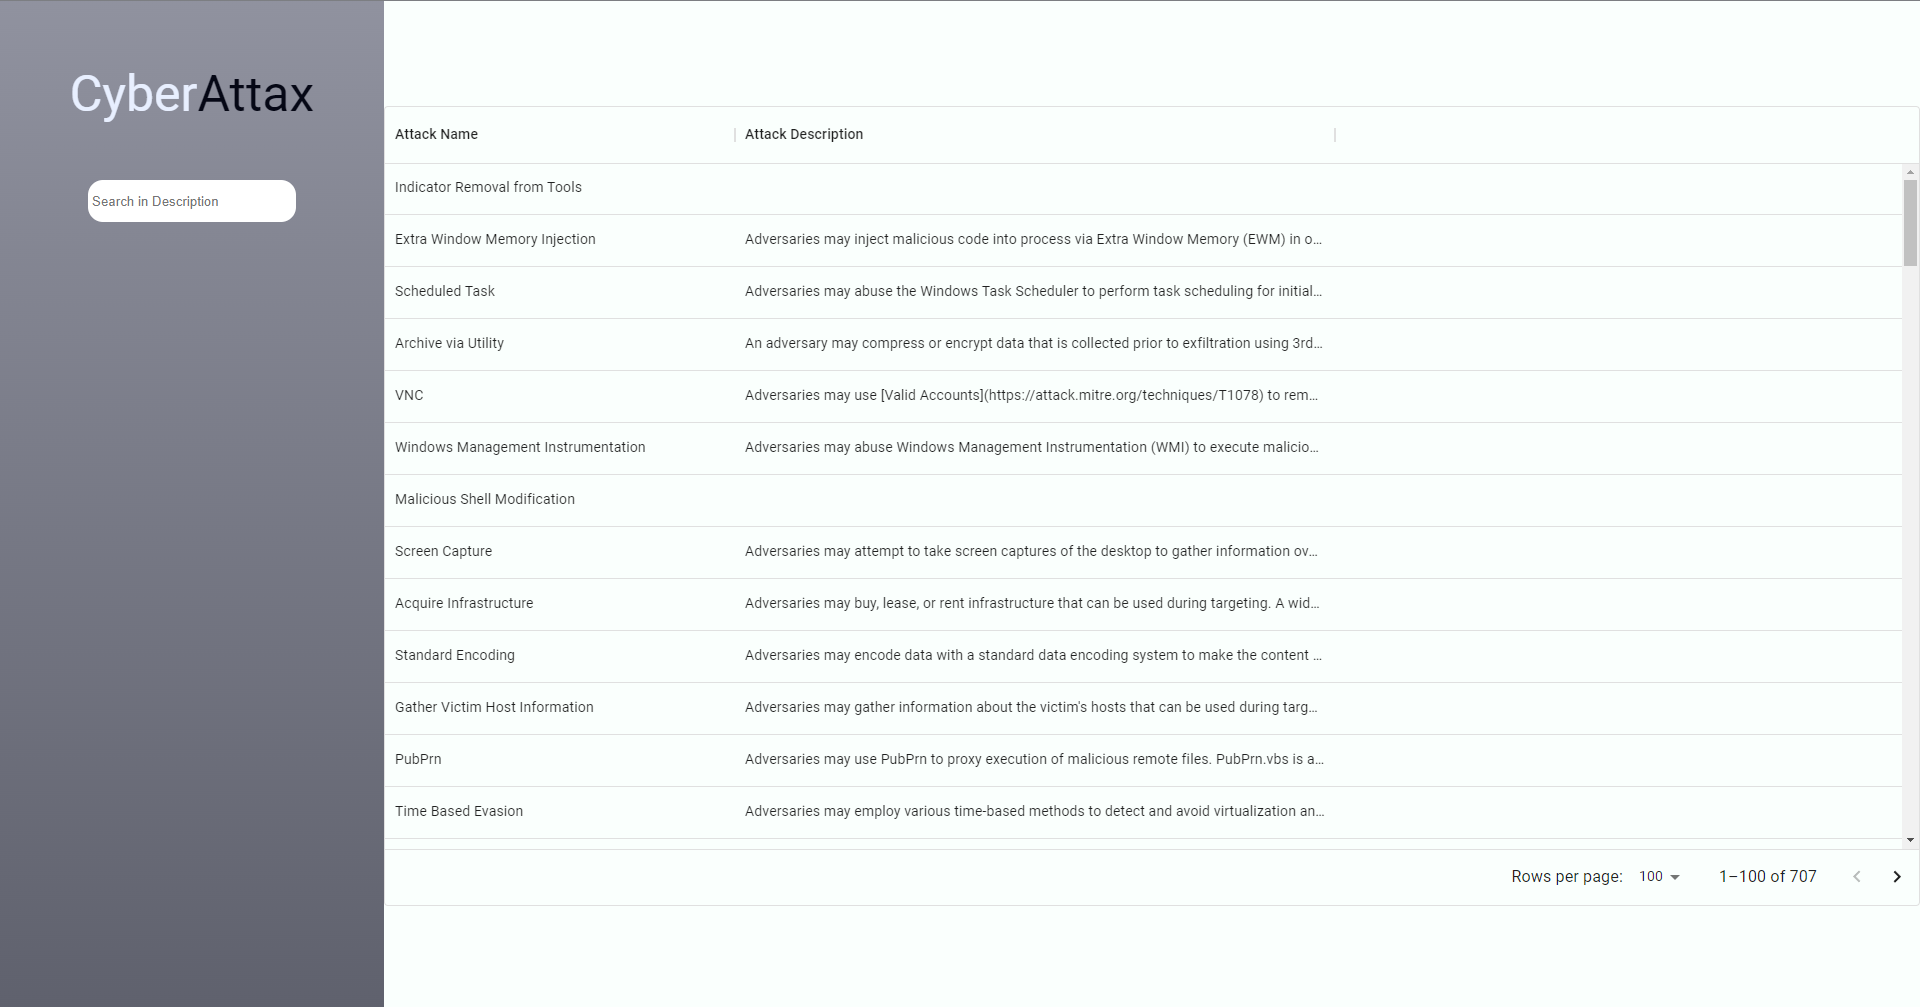 CyberAttax
Search in Description
Attack Name Attack Description
Indicator Removal from Tools
Extra Window Memory Injection Adversaries may inject malicious code into process via Extra Window Memory (EWM) in o...
Scheduled Task Adversaries may abuse the Windows Task Scheduler to perform task scheduling for initial...
Archive via Utility An adversary may compress or encrypt data that is collected prior to exfiltration using 3rd...
VNC Adversaries may use [Valid Accounts](https://attack.mitre.org/techniques/T1078) to rem...
Windows Management Instrumentation Adversaries may abuse Windows Management Instrumentation (WMI) to execute malicio...
Malicious Shell Modification
Screen Capture Adversaries may attempt to take screen captures of the desktop to gather information ov...
Acquire Infrastructure Adversaries may buy, lease, or rent infrastructure that can be used during targeting. A wid...
Standard Encoding Adversaries may encode data with a standard data encoding system to make the content ...
Gather Victim Host Information Adversaries may gather information about the victim's hosts that can be used during targ...
PubPrn Adversaries may use PubPrn to proxy execution of malicious remote files. PubPrn.vbs is a...
Time Based Evasion Adversaries may employ various time-based methods to detect and avoid virtualization an...
Rows per page: 100 1–100 of 707